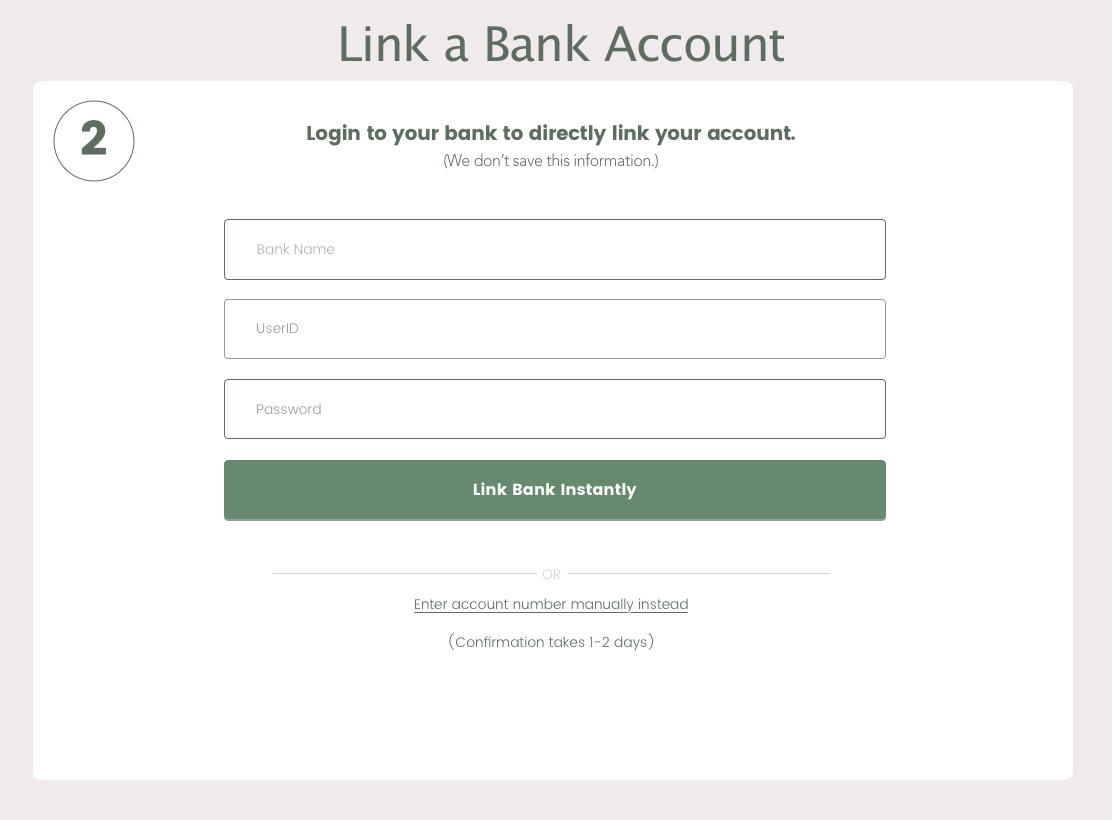 Link a Bank Account
2
Login to your bank to directly link your account.
(We don’t save this information.)
Bank Name
UserID
Password
Link Bank Instantly
OR
Enter account number manually instead
(Confirmation takes 1-2 days)